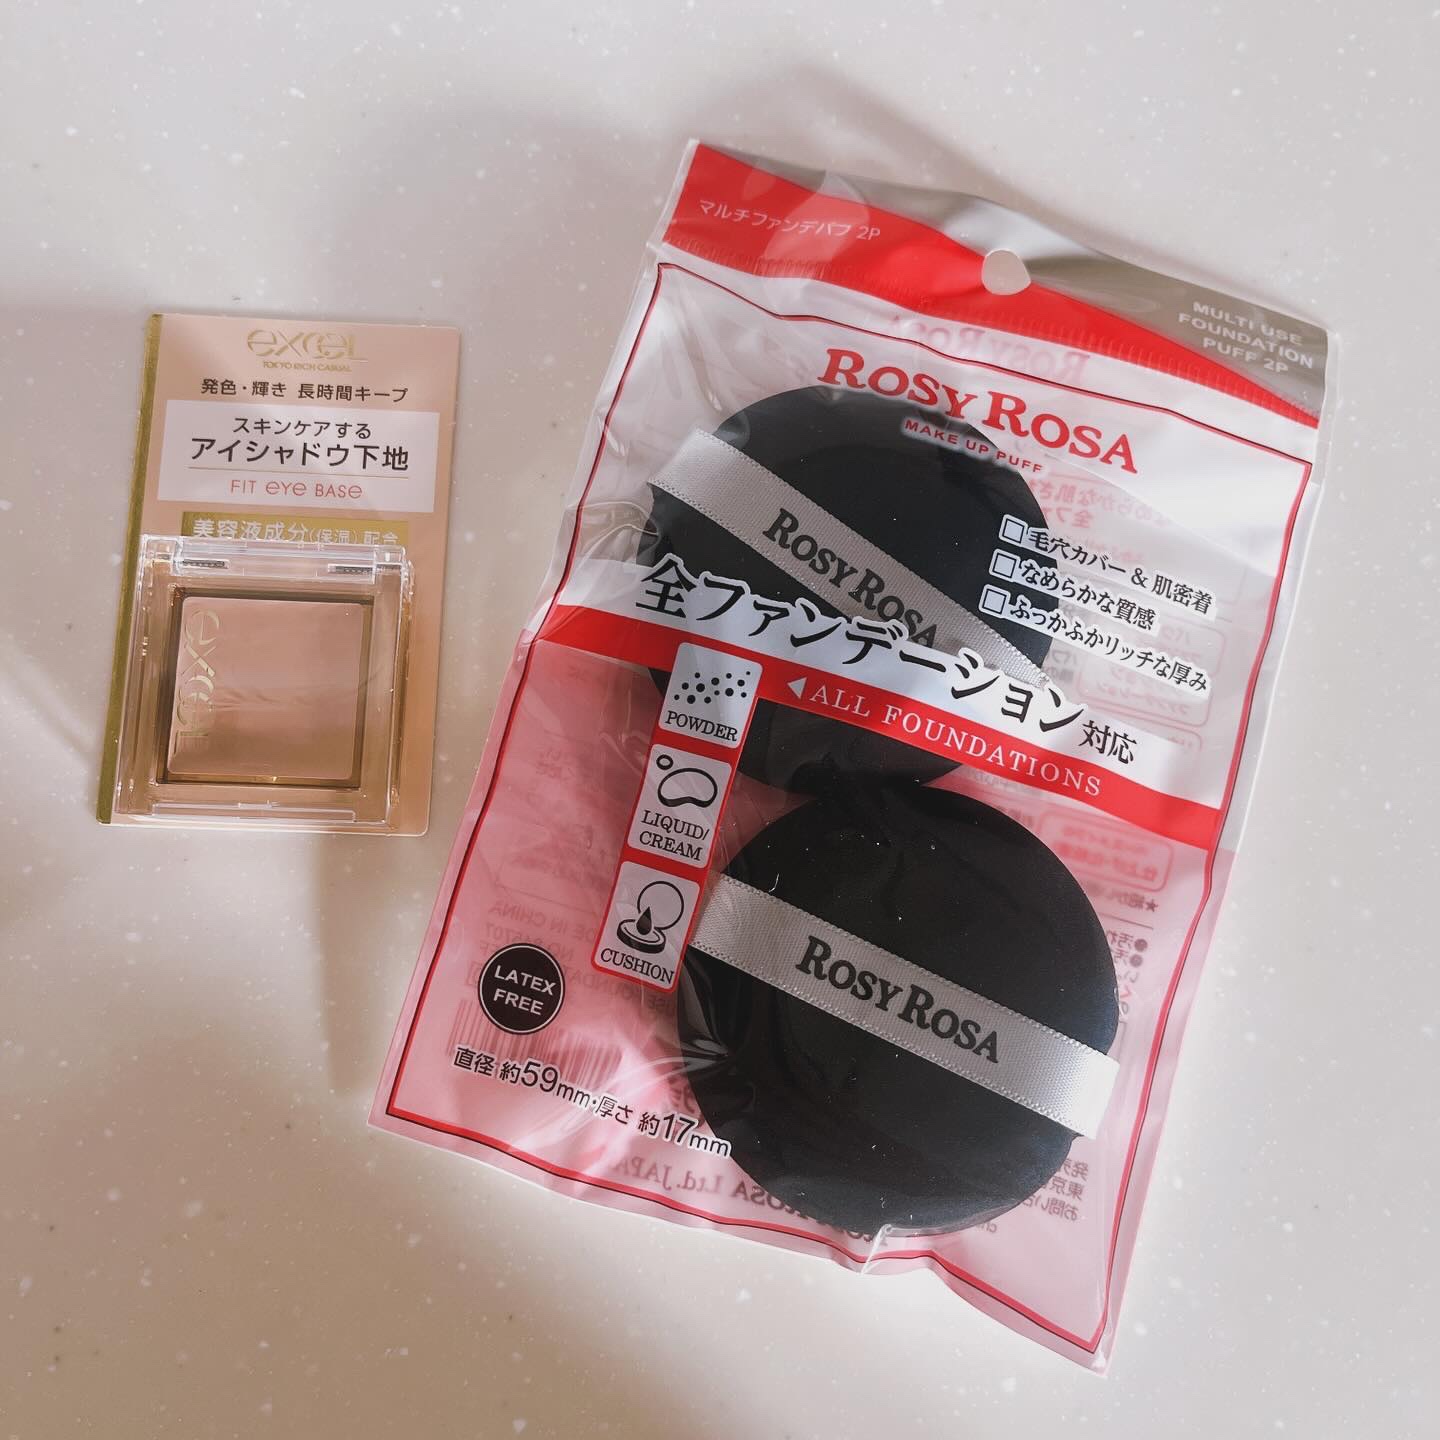 excel
TOKYO RICH CASUAL
発色・輝き 長時間キープ
スキンケアする
アイシャドウ下地
FIT eye BASE
美容液成分(保湿)配合
excel
マルチファンデパフ 2P
MULTI USE
FOUNDATION
PUFF 2P
ROSY ROSA
MAKE UP PUFF
ROSY ROSA
□毛穴カバー & 肌密着
□なめらかな質感
□ふっかふかリッチな厚み
全ファンデーション対応
ALL FOUNDATIONS
POWDER
LIQUID/
CREAM
CUSHION
LATEX
FREE
ROSY ROSA
直径 約59mm・厚さ 約17mm